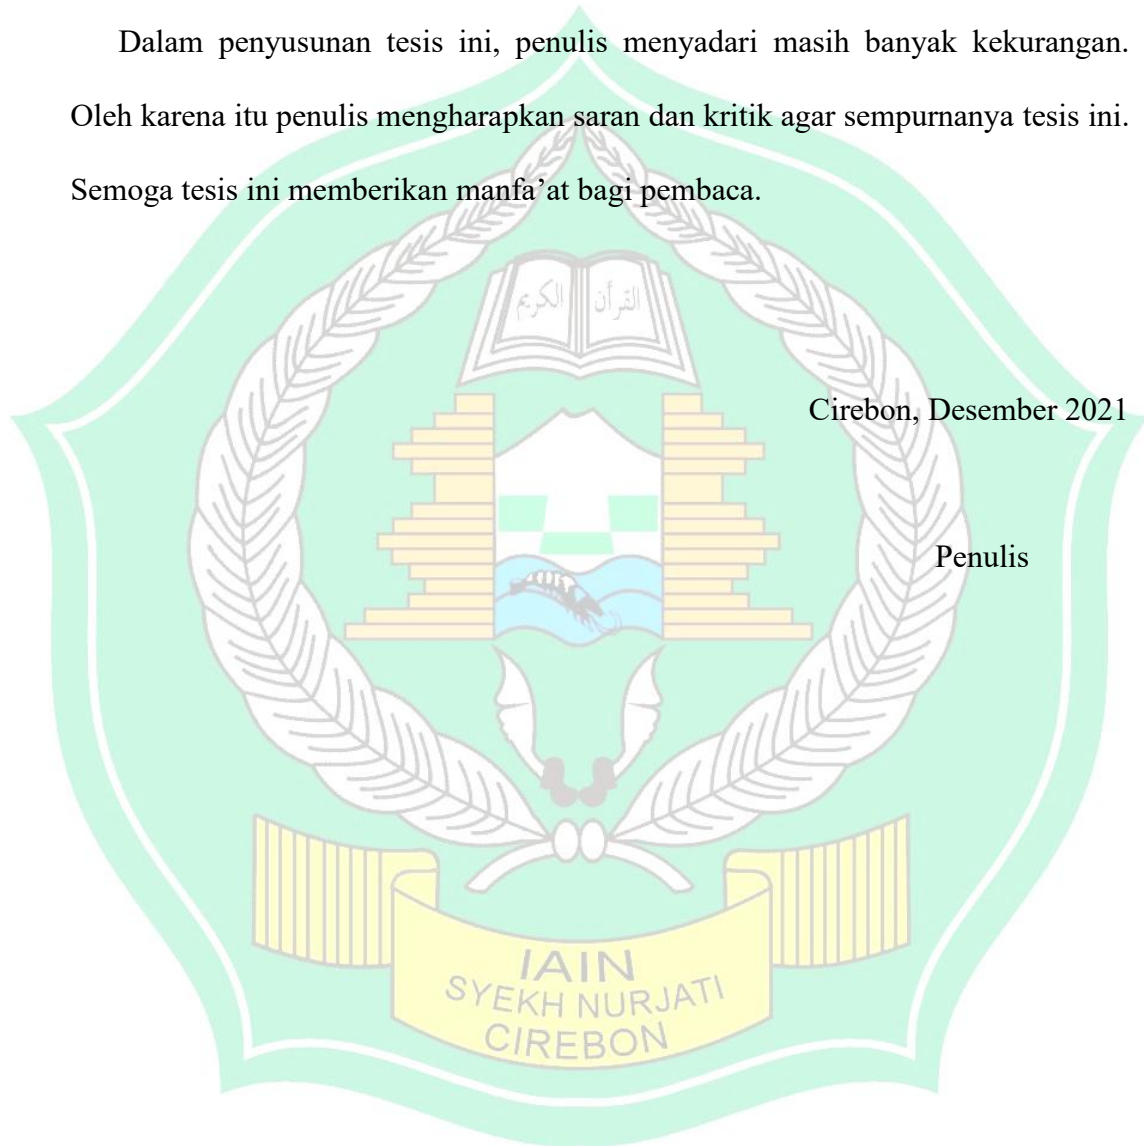 Dalam penyusunan tesis ini, penulis menyadari masih banyak kekurangan.
Oleh karena itu penulis mengharapkan saran dan kritik agar sempurnanya tesis ini.
Semoga tesis ini memberikan manfa’at bagi pembaca.
القرأن الكريم
Cirebon, Desember 2021
Penulis
IAIN
SYEKH NURJATI
CIREBON